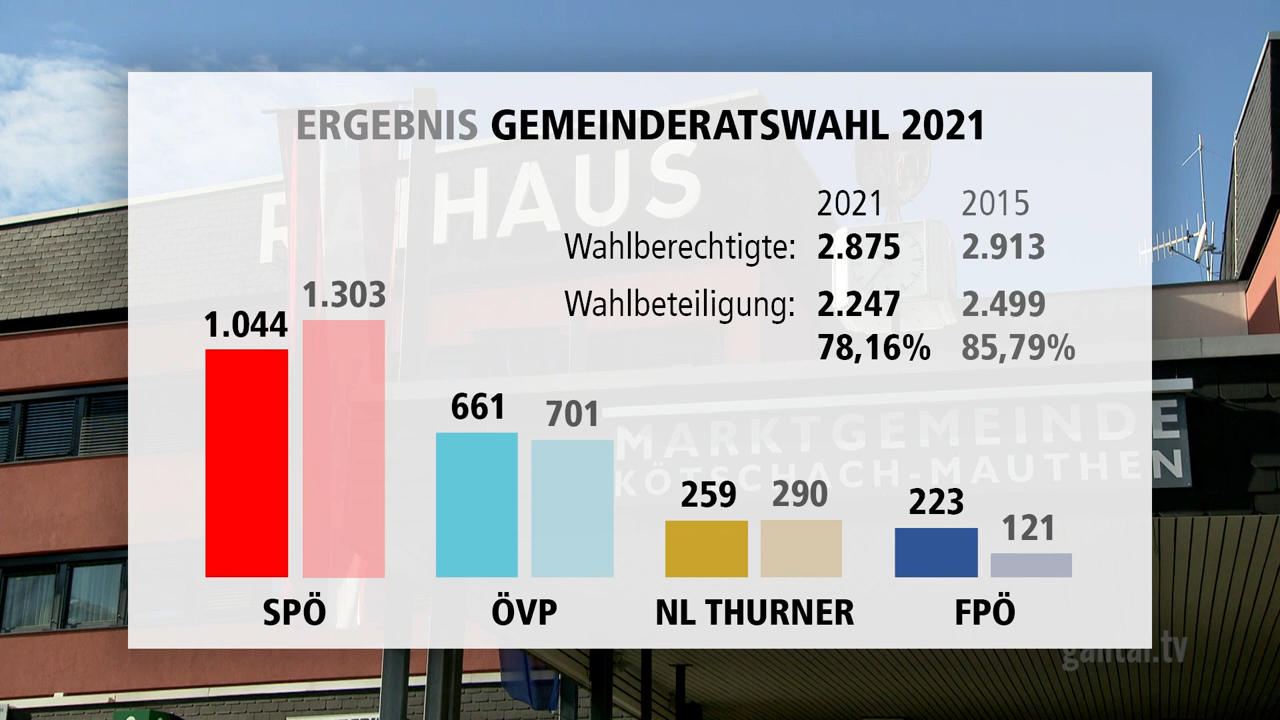 ERGEBNIS GEMEINDERATSWAHL 2021
RATHAUS
2021 2015
Wahlberechtigte: 2.875 2.913
Wahlbeteiligung: 2.247 2.499
78,16% 85,79%
1.044 1.303
661 701
259 290
223 121
MARKTGEMEINDE
KÖTSCHACH-MAUTHEN
SPÖ ÖVP NL THURNER FPÖ
gailtal.tv